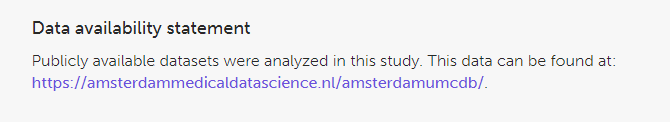 Data availability statement
Publicly available datasets were analyzed in this study. This data can be found at:
https://amsterdammedicaldatascience.nl/amsterdamumcdb/.